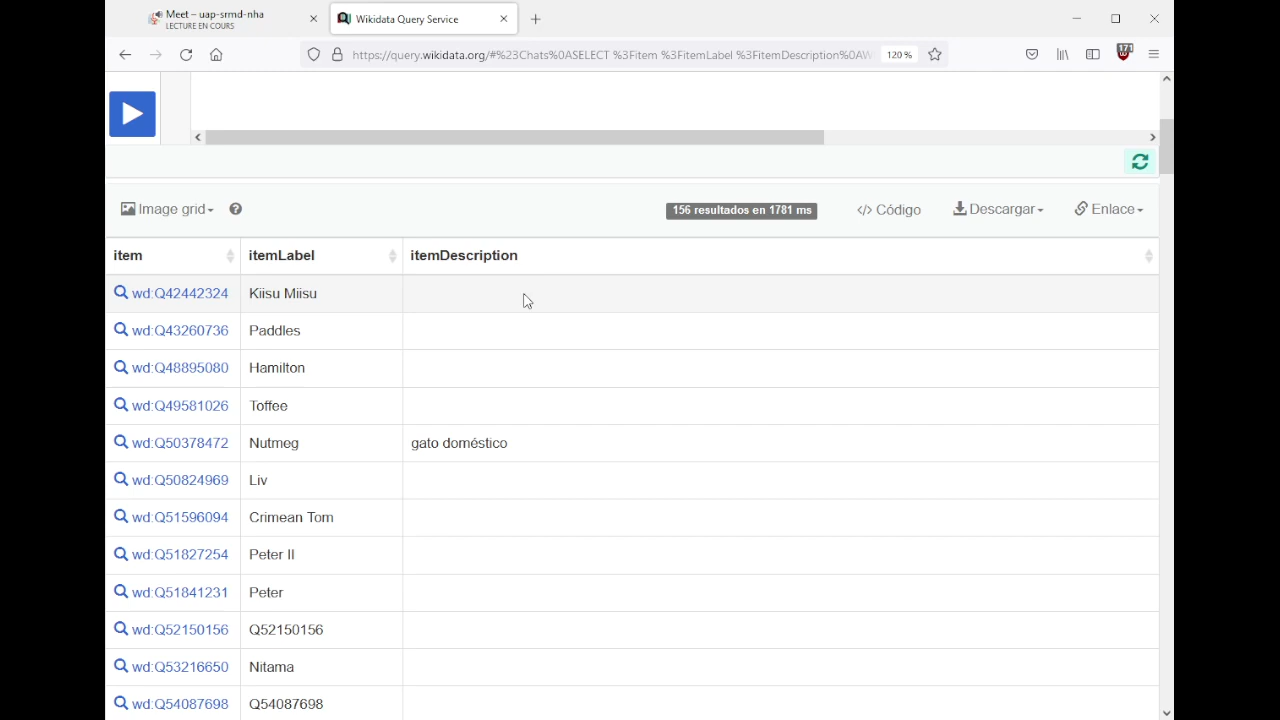 Meet – uap-srmd-nha
LECTURE EN COURS
Wikidata Query Service
https://query.wikidata.org/#%23Chats%0ASELECT %3Fitem %3FitemLabel %3FitemDescription%0AW
120 %
171
Image grid
156 resultados en 1781 ms
</> Código
Descargar
Enlace
item itemLabel itemDescription
wd:Q42442324 Kiisu Miisu
wd:Q43260736 Paddles
wd:Q48895080 Hamilton
wd:Q49581026 Toffee
wd:Q50378472 Nutmeg gato doméstico
wd:Q50824969 Liv
wd:Q51596094 Crimean Tom
wd:Q51827254 Peter II
wd:Q51841231 Peter
wd:Q52150156 Q52150156
wd:Q53216650 Nitama
wd:Q54087698 Q54087698